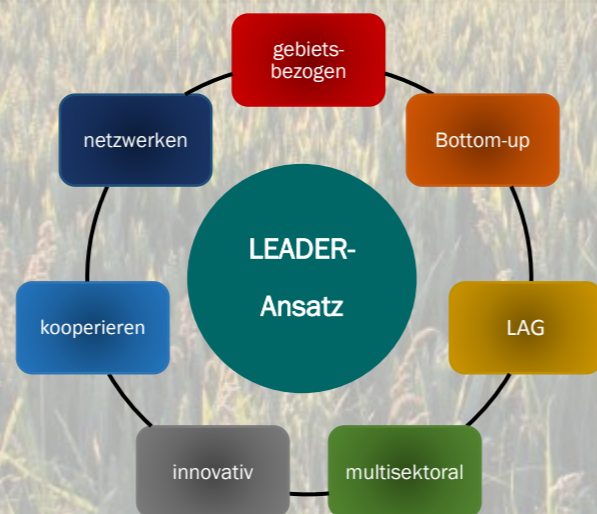 gebiets-
bezogen
netzwerken
Bottom-up
LEADER-
Ansatz
kooperieren
LAG
innovativ
multisektoral